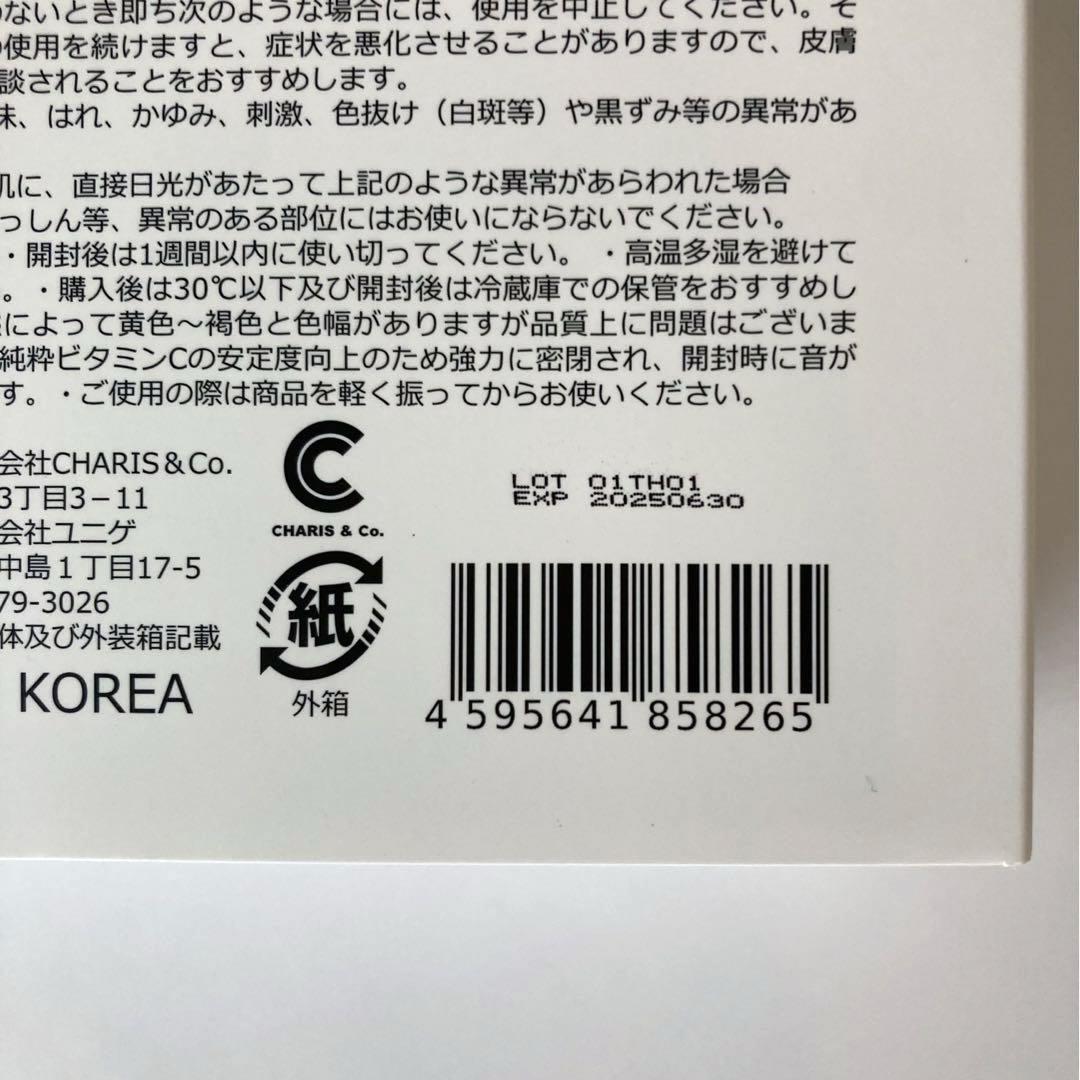 のないとき即ち次のような場合には、使用を中止してください。そ
の使用を続けますと、症状を悪化させることがありますので、皮膚
談されることをおすすめします。
味、はれ、かゆみ、刺激、色抜け（白斑等）や黒ずみ等の異常があ
肌に、直接日光があたって上記のような異常があらわれた場合
っしん等、異常のある部位にはお使いにならないでください。
・開封後は1週間以内に使い切ってください。 ・高温多湿を避けて
。・購入後は30℃以下及び開封後は冷蔵庫での保管をおすすめし
によって黄色～褐色と色幅がありますが品質上に問題はございま
純粋ビタミンCの安定度向上のため強力に密閉され、開封時に音が
す。・ご使用の際は商品を軽く振ってからお使いください。
会社CHARIS＆Co.
3丁目3－11
会社ユニゲ
中島１丁目17-5
79-3026
体及び外装箱記載
KOREA
CHARIS & Co.
紙
外箱
LOT 01TH01
EXP 20250630
4 595641 858265